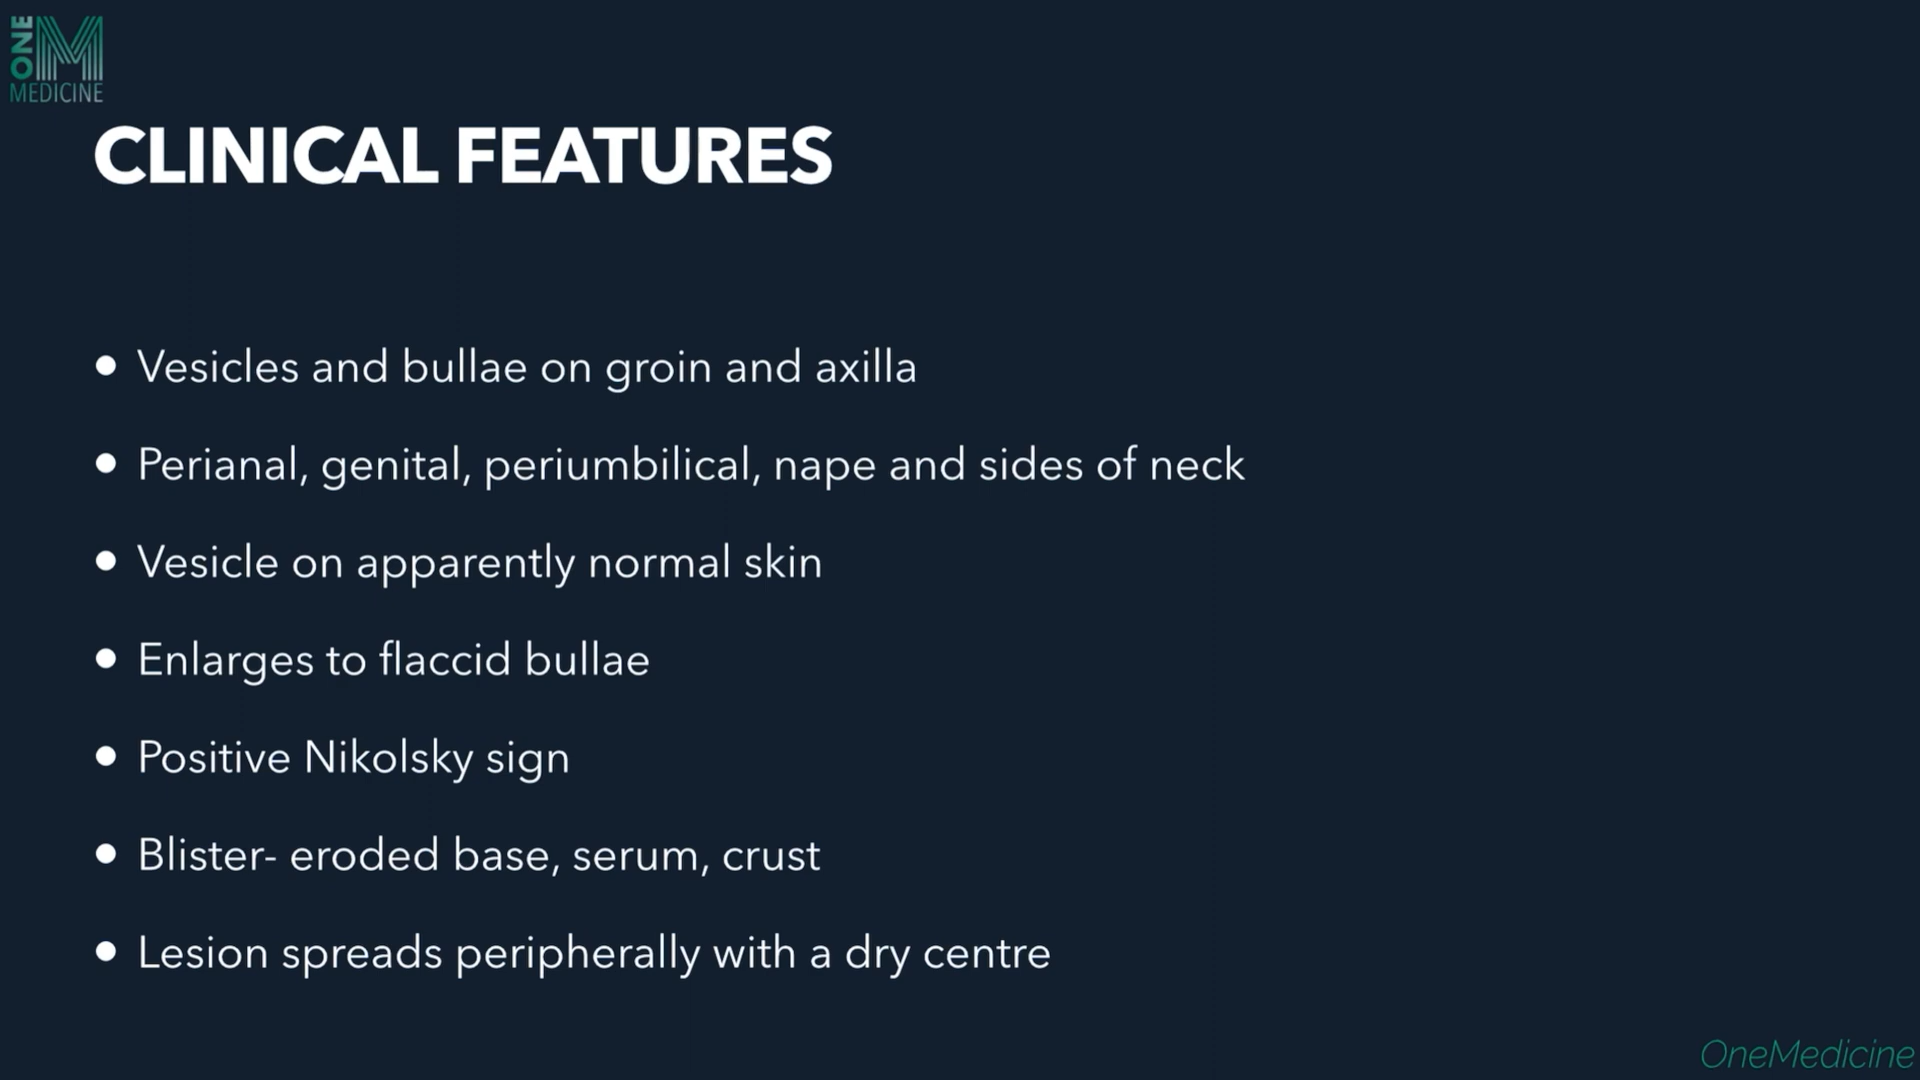 ONE
M
MEDICINE
CLINICAL FEATURES
• Vesicles and bullae on groin and axilla
• Perianal, genital, periumbilical, nape and sides of neck
• Vesicle on apparently normal skin
• Enlarges to flaccid bullae
• Positive Nikolsky sign
• Blister- eroded base, serum, crust
• Lesion spreads peripherally with a dry centre
OneMedicine